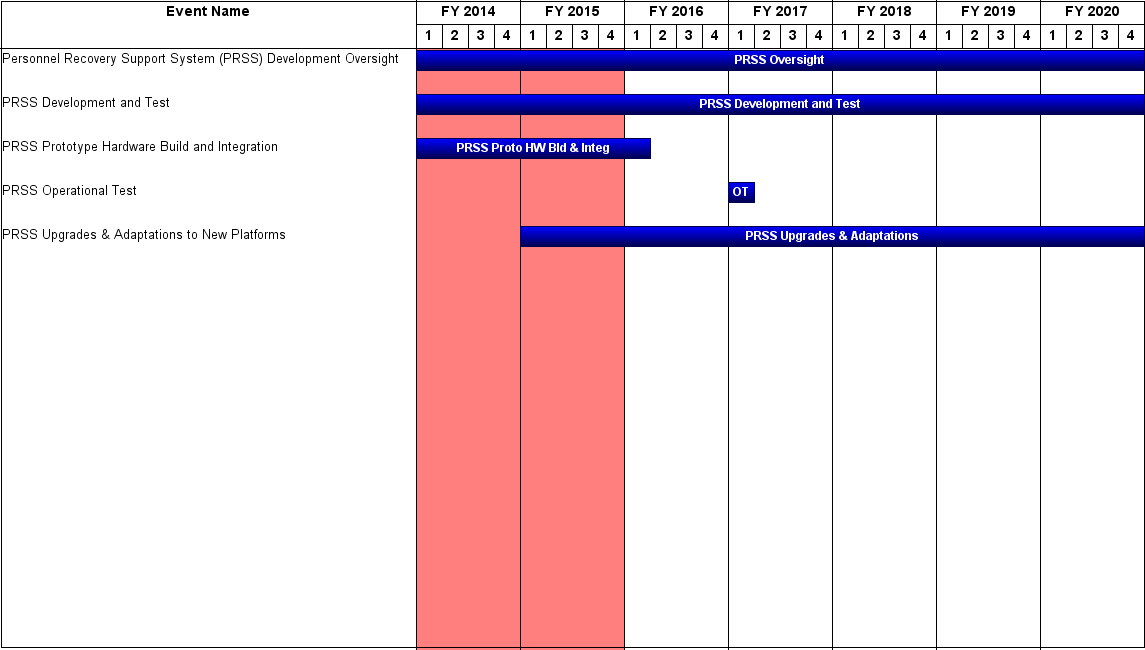 Event Name FY 2014 FY 2015 FY 2016 FY 2017 FY 2018 FY 2019 FY 2020
1 2 3 4 1 2 3 4 1 2 3 4 1 2 3 4 1 2 3 4 1 2 3 4 1 2 3 4
Personnel Recovery Support System (PRSS) Development Oversight PRSS Oversight
PRSS Development and Test PRSS Development and Test
PRSS Prototype Hardware Build and Integration PRSS Proto HW Bld & Integ
PRSS Operational Test OT
PRSS Upgrades & Adaptations to New Platforms PRSS Upgrades & Adaptations